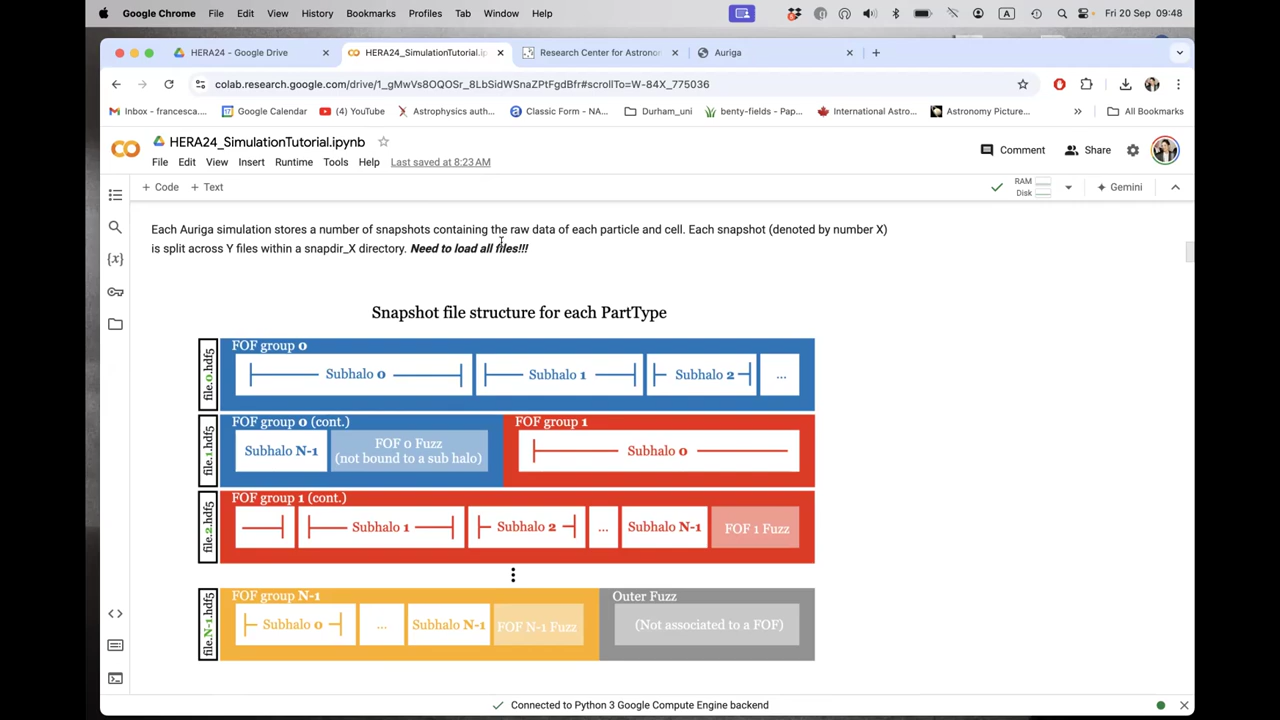 Google Chrome File Edit View History Bookmarks Profiles Tab Window Help A Fri 20 Sep 09:48
HERA24 - Google Drive HERA24_SimulationTutorial.ip Research Center for Astronom Auriga
colab.research.google.com/drive/1_gMwVs8OQOSr_8LbSidWSnaZPtFgdBfr#scrollTo=W-84X_775036
Inbox - francesca.... Google Calendar (4) YouTube Astrophysics auth... Classic Form - NA... Durham_uni benty-fields - Pap... International Astro... Astronomy Picture... » All Bookmarks
HERA24_SimulationTutorial.ipynb
File Edit View Insert Runtime Tools Help Last saved at 8:23 AM
Comment Share
+ Code + Text
RAM
Disk
Gemini
Each Auriga simulation stores a number of snapshots containing the raw data of each particle and cell. Each snapshot (denoted by number X)
is split across Y files within a snapdir_X directory. Need to load all files!!!
Snapshot file structure for each PartType
file.0.hdf5
FOF group 0
Subhalo 0 Subhalo 1 Subhalo 2 ...
file.1.hdf5
FOF group 0 (cont.) FOF group 1
Subhalo N-1 FOF 0 Fuzz
(not bound to a sub halo)
Subhalo 0
file.2.hdf5
FOF group 1 (cont.)
Subhalo 1 Subhalo 2 ... Subhalo N-1 FOF 1 Fuzz
file.N-1.hdf5
FOF group N-1 Outer Fuzz
Subhalo 0 ... Subhalo N-1 FOF N-1 Fuzz (Not associated to a FOF)
Connected to Python 3 Google Compute Engine backend